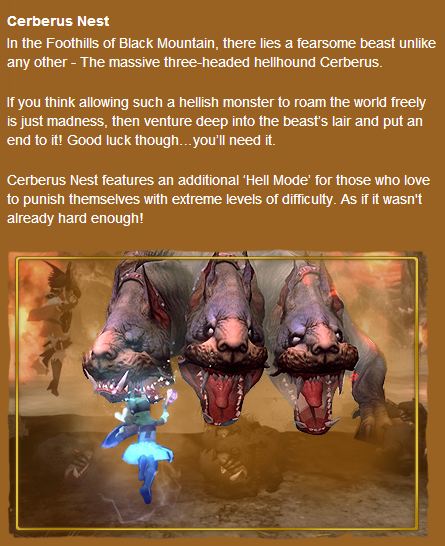 Cerberus Nest
In the Foothills of Black Mountain, there lies a fearsome beast unlike
any other - The massive three-headed hellhound Cerberus.
If you think allowing such a hellish monster to roam the world freely
is just madness, then venture deep into the beast's lair and put an
end to it! Good luck though…you'll need it.
Cerberus Nest features an additional ‘Hell Mode’ for those who love
to punish themselves with extreme levels of difficulty. As if it wasn't
already hard enough!